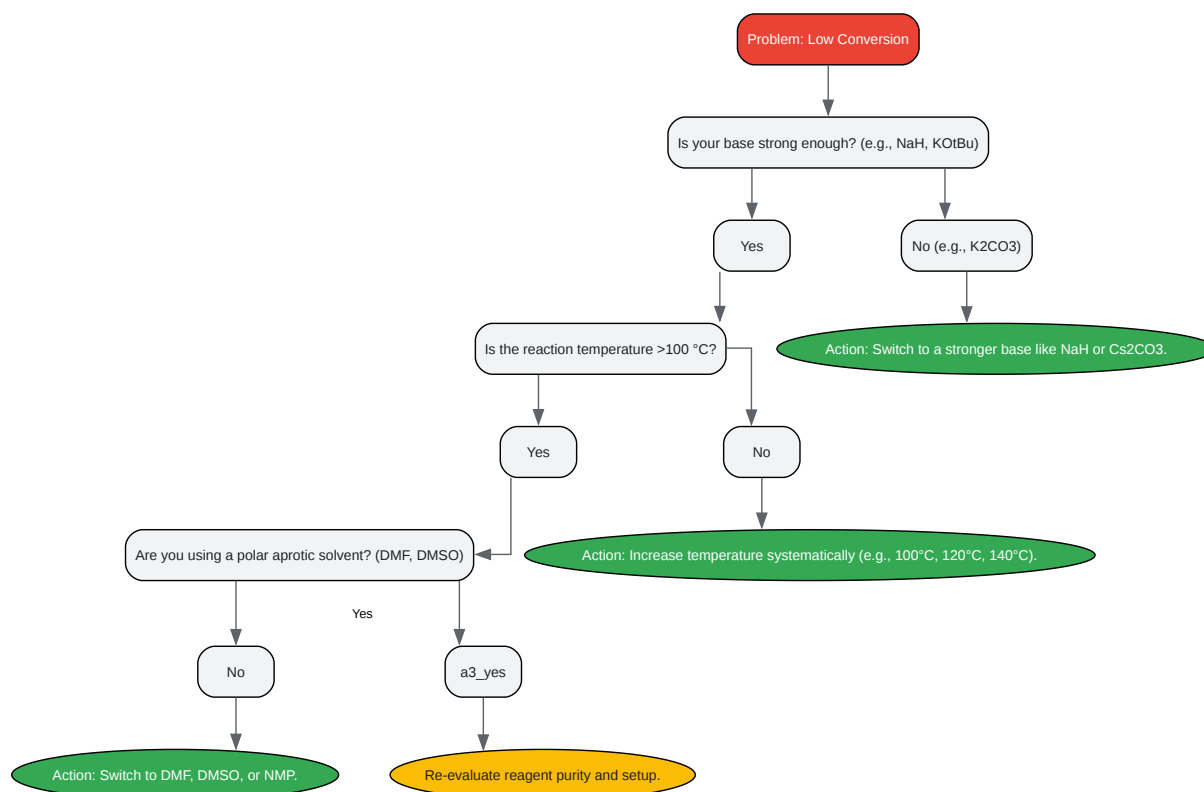 Problem: Low Conversion
Is your base strong enough? (e.g., NaH, KOtBu)
Yes
No (e.g., K2CO3)
Is the reaction temperature >100 °C?
Action: Switch to a stronger base like NaH or Cs2CO3.
Yes
No
Are you using a polar aprotic solvent? (DMF, DMSO)
Action: Increase temperature systematically (e.g., 100°C, 120°C, 140°C).
Yes
No
a3_yes
Action: Switch to DMF, DMSO, or NMP.
Re-evaluate reagent purity and setup.